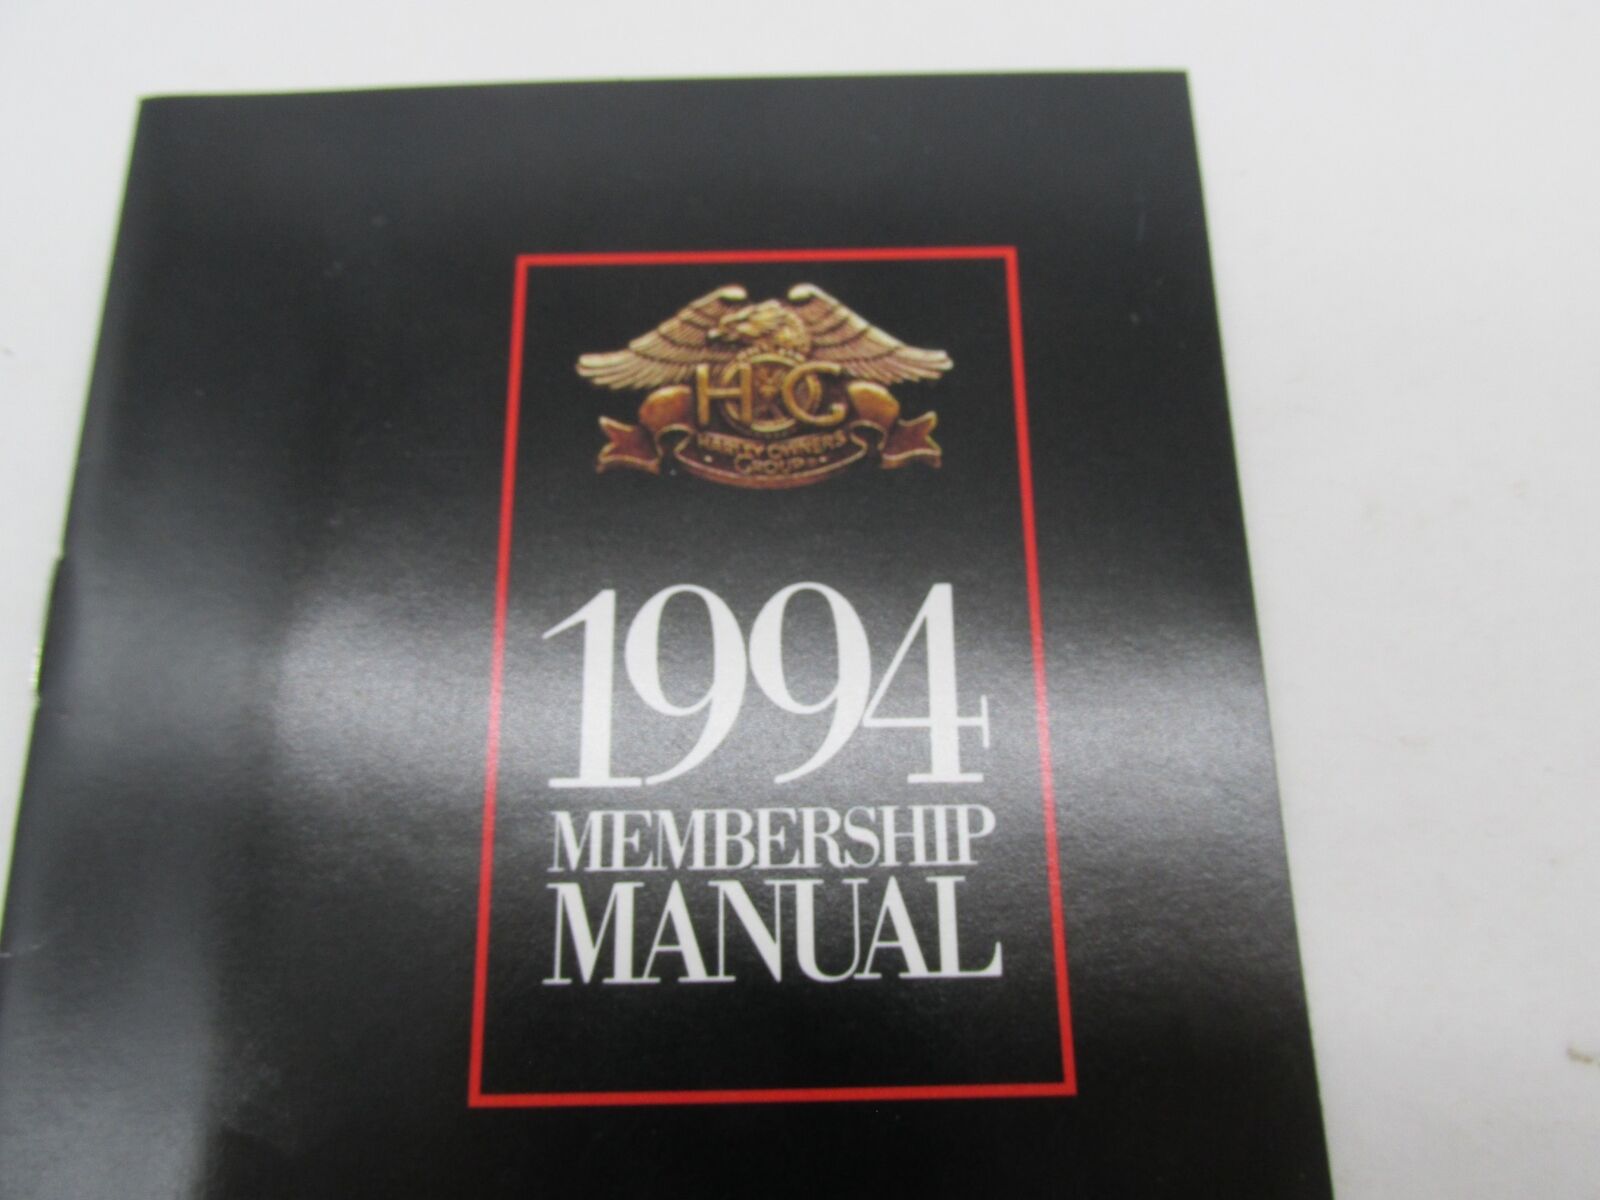 HOG
HARLEY OWNERS
GROUP
1994
MEMBERSHIP
MANUAL